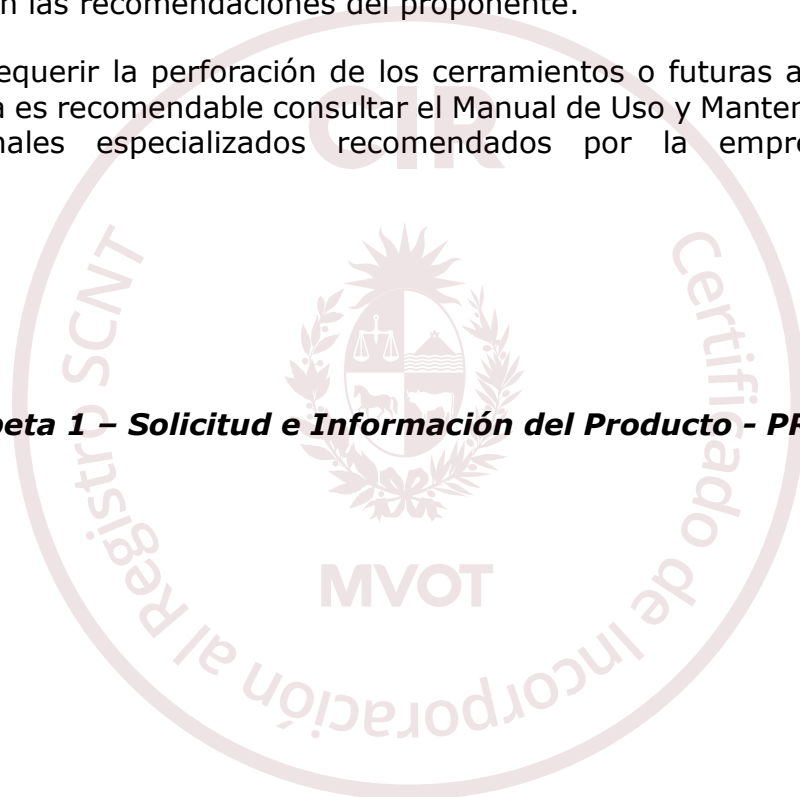 n las recomendaciones del proponente.
equerir la perforación de los cerramientos o futuras a
a es recomendable consultar el Manual de Uso y Manten
nales especializados recomendados por la empre
CIR
Certificado de Incorporación al Registro SCNT
peta 1 – Solicitud e Información del Producto - PR
MVOT